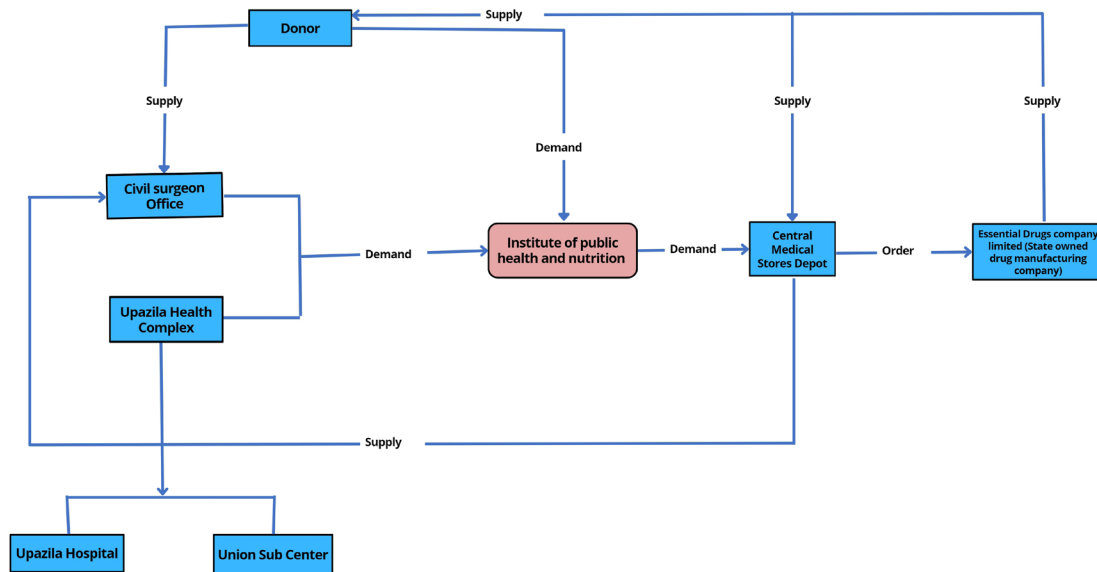 Supply
Donor
Supply
Supply
Supply
Demand
Civil surgeon
Office
Institute of public
health and nutrition
Central
Medical
Stores Depot
Essential Drugs company
limited (State owned
drug manufacturing
company)
Demand
Demand
Order
Upazila Health
Complex
Supply
Upazila Hospital
Union Sub Center